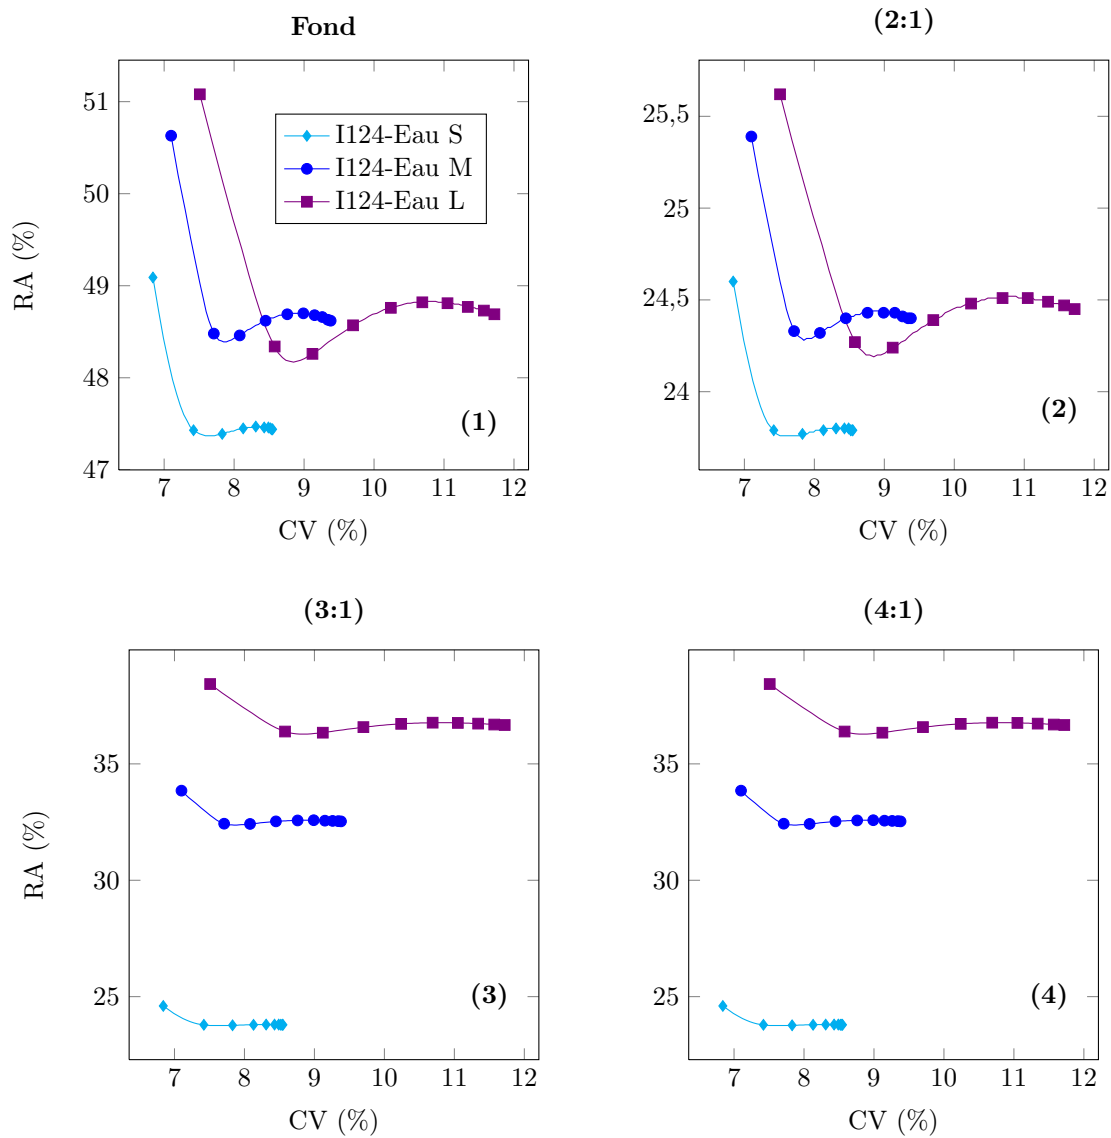 Fond
51
50
49
48
47
RA (%)
I124-Eau S
I124-Eau M
I124-Eau L
(1)
7 8 9 10 11 12
CV (%)
(2:1)
25,5
25
24,5
24
(2)
7 8 9 10 11 12
CV (%)
(3:1)
35
30
25
RA (%)
(3)
7 8 9 10 11 12
CV (%)
(4:1)
35
30
25
(4)
7 8 9 10 11 12
CV (%)